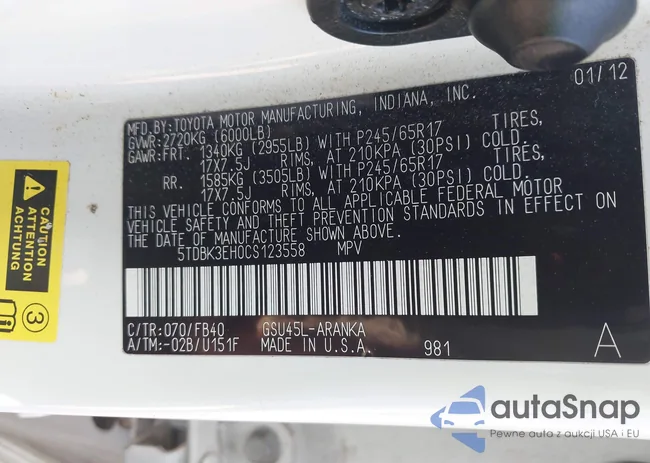 01/12
MFD. BY: TOYOTA MOTOR MANUFACTURING, INDIANA, INC.
GVWR: 2720KG (6000LB)
GAWR: FRT. 1340KG (2955LB) WITH P245/65R17 TIRES,
17X7.5J RIMS, AT 210KPA (30PSI) COLD.
RR. 1585KG (3505LB) WITH P245/65R17 TIRES,
17X7.5J RIMS, AT 210KPA (30PSI) COLD.
THIS VEHICLE CONFORMS TO ALL APPLICABLE FEDERAL MOTOR
VEHICLE SAFETY AND THEFT PREVENTION STANDARDS IN EFFECT ON
THE DATE OF MANUFACTURE SHOWN ABOVE.
5TDBK3EH0CS123558 MPV
C/TR: 070/FB40 GSU45L-ARANKA
A/TM: -02B/U151F MADE IN U.S.A. 981 A
CAUTION
ATTENTION
3
autaSnap
Pewne auta z aukcji USA i EU